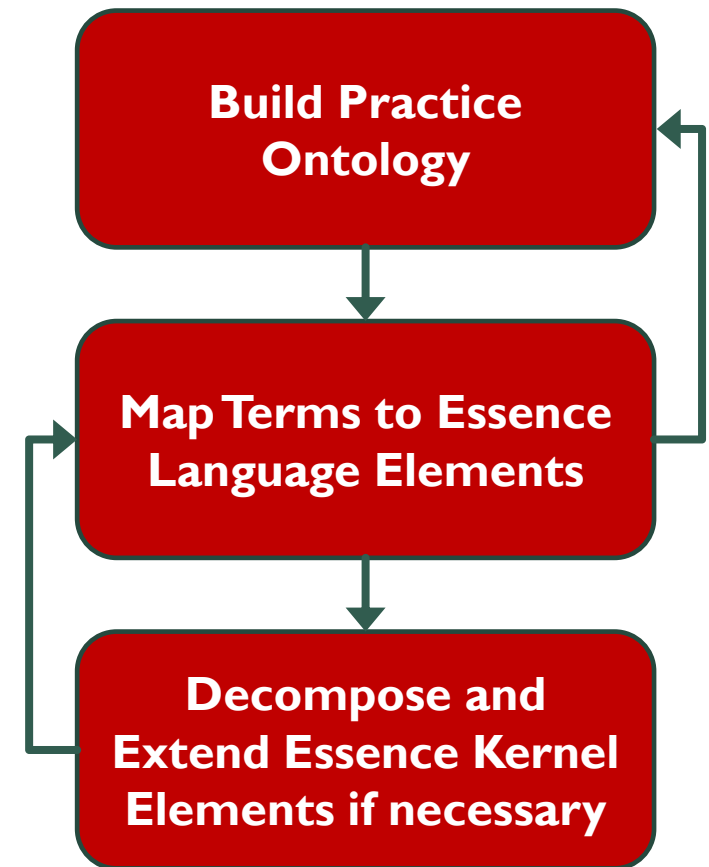 Build Practice
Ontology
Map Terms to Essence
Language Elements
Decompose and
Extend Essence Kernel
Elements if necessary